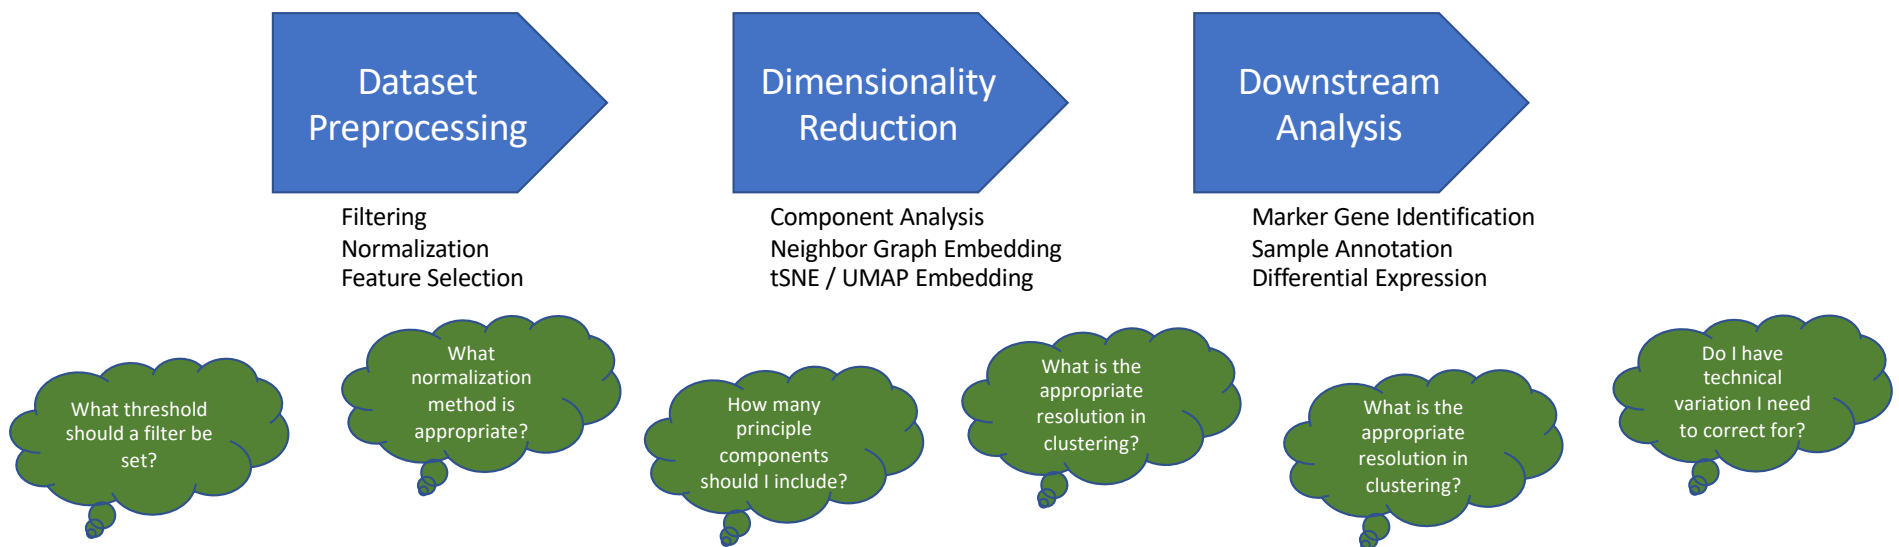 Dataset
Preprocessing
Dimensionality
Reduction
Downstream
Analysis
Filtering
Normalization
Feature Selection
Component Analysis
Neighbor Graph Embedding
tSNE / UMAP Embedding
Marker Gene Identification
Sample Annotation
Differential Expression
What threshold
should a filter be
set?
What
normalization
method is
appropriate?
How many
principle
components
should I include?
What is the
appropriate
resolution in
clustering?
What is the
appropriate
resolution in
clustering?
Do I have
technical
variation I need
to correct for?